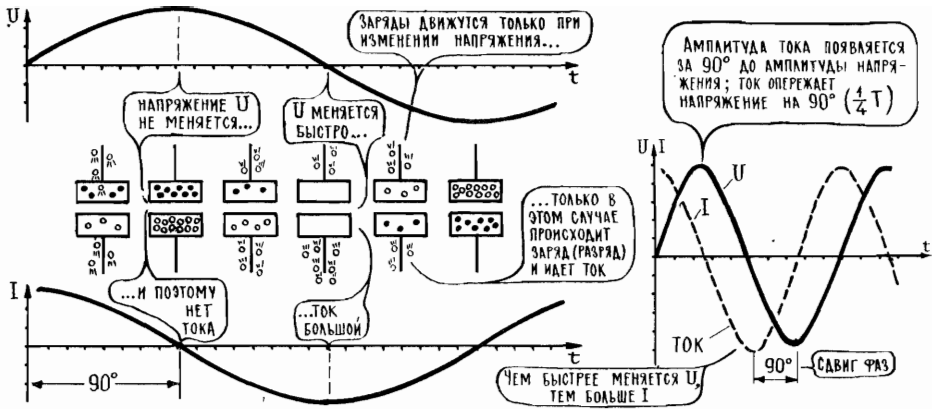 U
t
ЗАРЯДЫ ДВИЖУТСЯ ТОЛЬКО ПРИ
ИЗМЕНЕНИИ НАПРЯЖЕНИЯ...
НАПРЯЖЕНИЕ U
НЕ МЕНЯЕТСЯ...
U МЕНЯЕТСЯ
БЫСТРО...
...ТОЛЬКО В
ЭТОМ СЛУЧАЕ
ПРОИСХОДИТ
ЗАРЯД (РАЗРЯД)
И ИДЕТ ТОК
...И ПОЭТОМУ
НЕТ
ТОКА
...ТОК
БОЛЬШОЙ
I
t
90°
ЧЕМ БЫСТРЕЕ МЕНЯЕТСЯ U,
ТЕМ БОЛЬШЕ I
АМПЛИТУДА ТОКА ПОЯВЛЯЕТСЯ
ЗА 90° ДО АМПЛИТУДЫ НАПРЯ-
ЖЕНИЯ; ТОК ОПЕРЕЖАЕТ
НАПРЯЖЕНИЕ НА 90° (1/4 T)
U I
U
I
t
ТОК
90°
СДВИГ ФАЗ